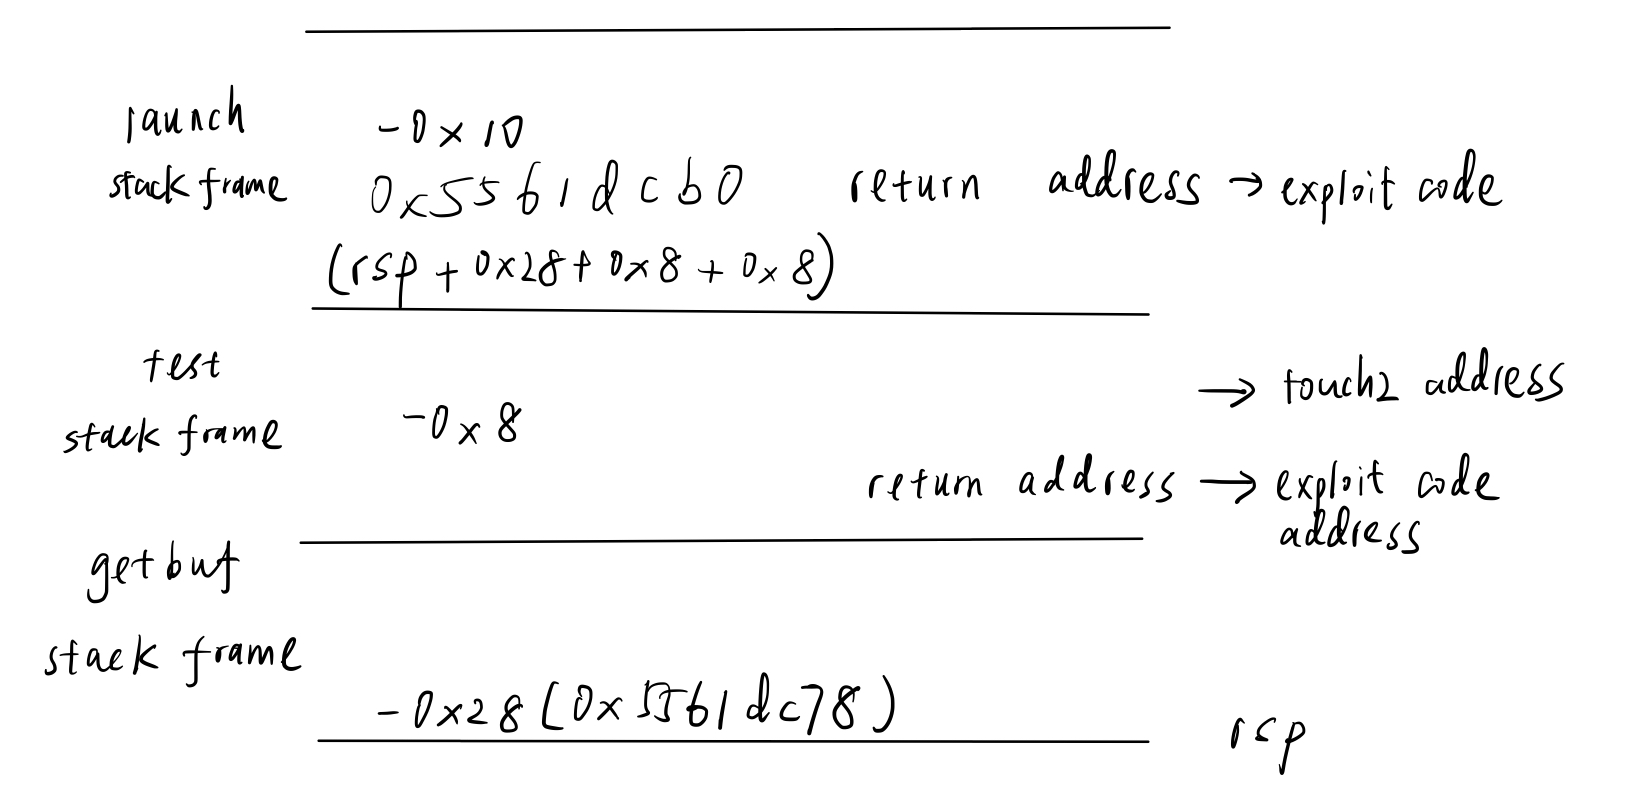 launch
-0x10
stack frame
0x5561dcb0
return address → exploit code
(rsp + 0x28 + 0x8 + 0x8)
test
→ touch2 address
stack frame
-0x8
return address → exploit code
address
getbuf
stack frame
-0x28 (0x5561dc78)
rsp